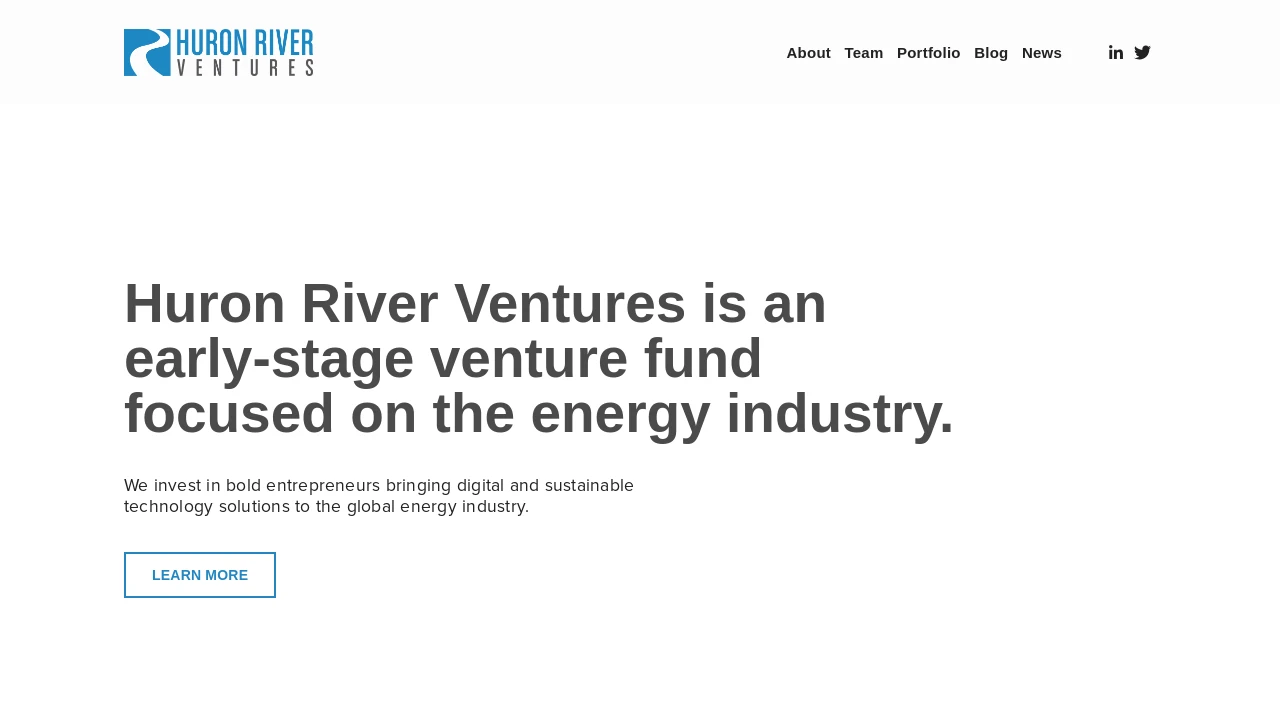 HURON RIVER
VENTURES
About Team Portfolio Blog News
Huron River Ventures is an
early-stage venture fund
focused on the energy industry.
We invest in bold entrepreneurs bringing digital and sustainable
technology solutions to the global energy industry.
LEARN MORE